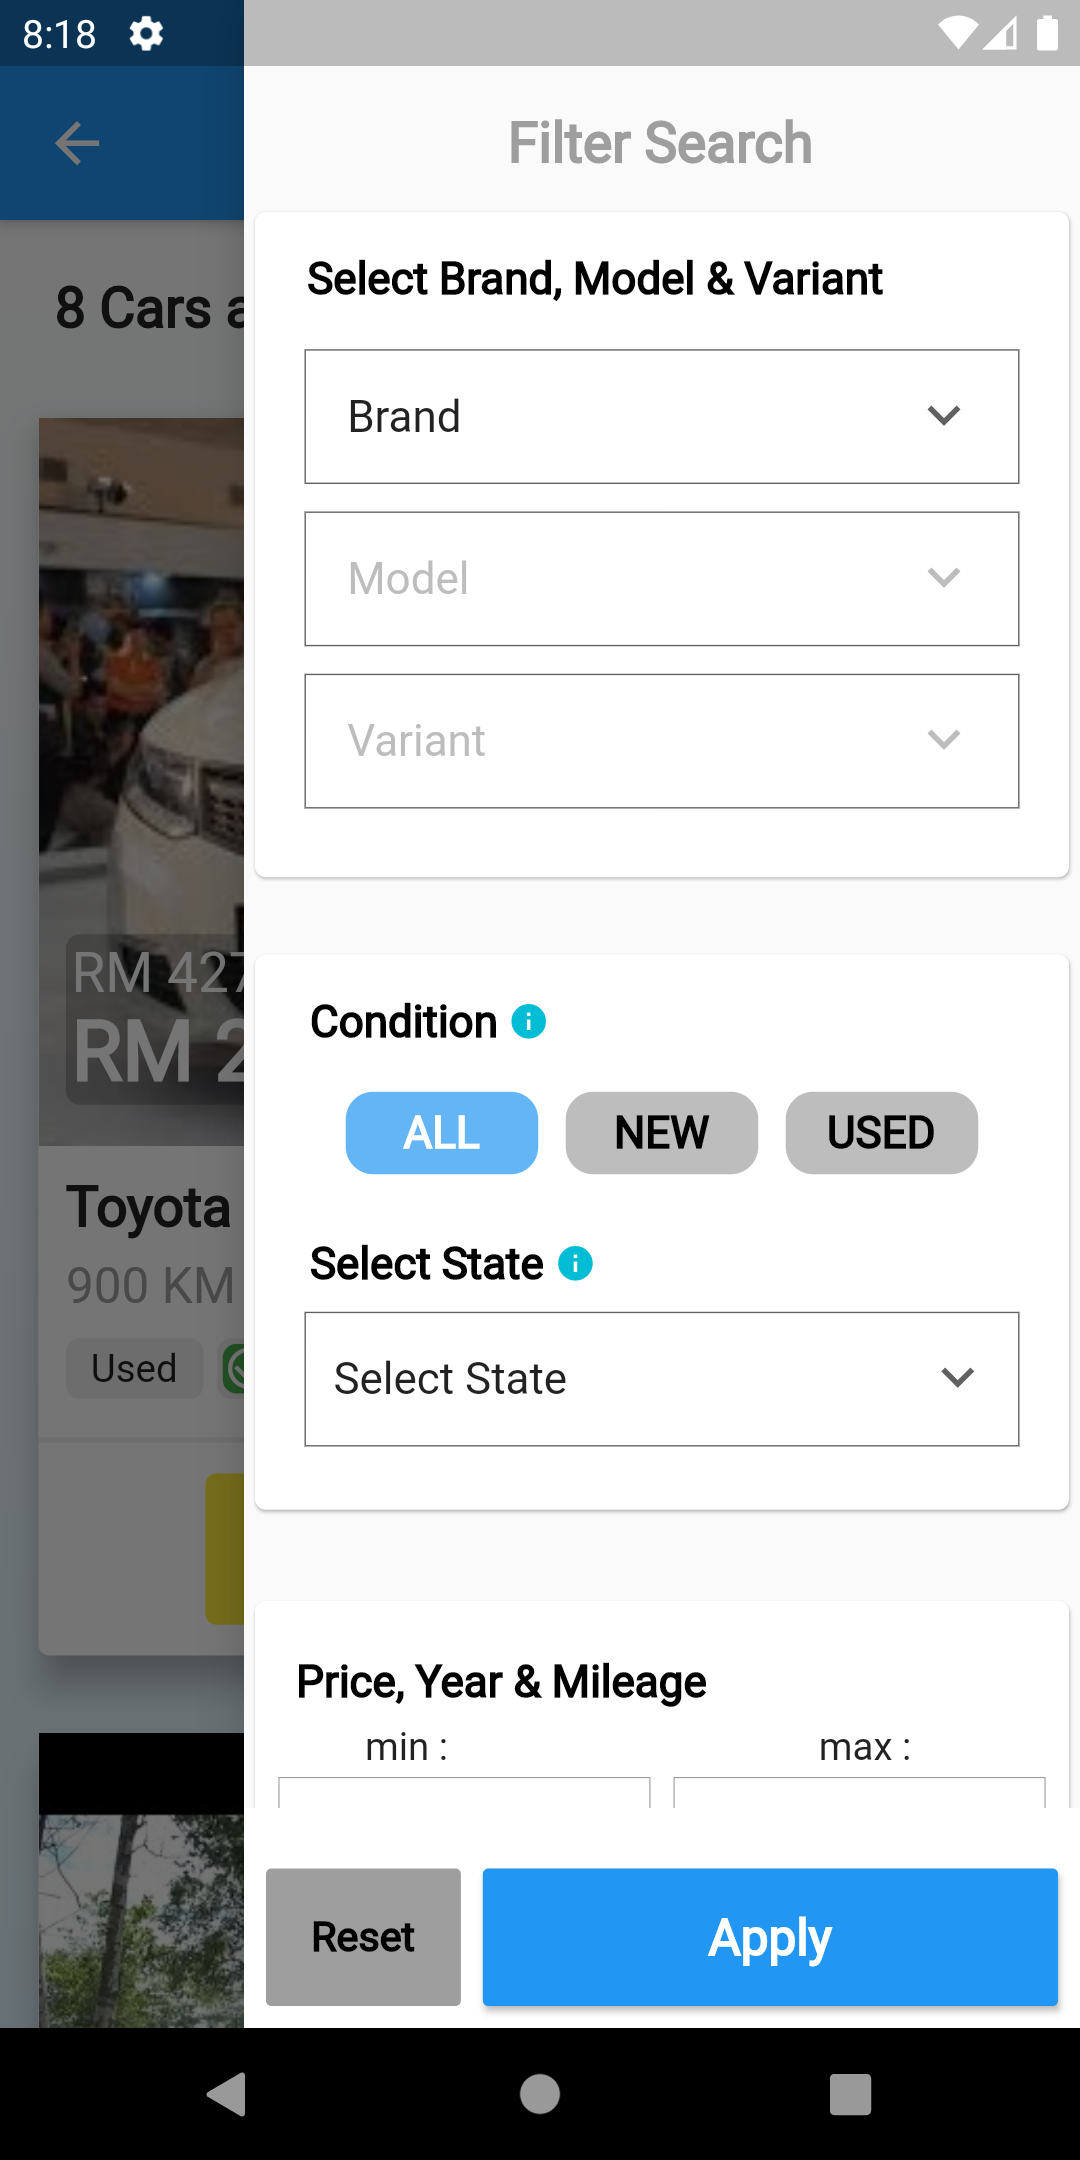 8:18
Filter Search
8 Cars
Select Brand, Model & Variant
Brand
Model
Variant
RM 427
RM 2
Condition
ALL NEW USED
Toyota
900 KM
Select State
Used
Select State
Price, Year & Mileage
min : max :
Reset Apply